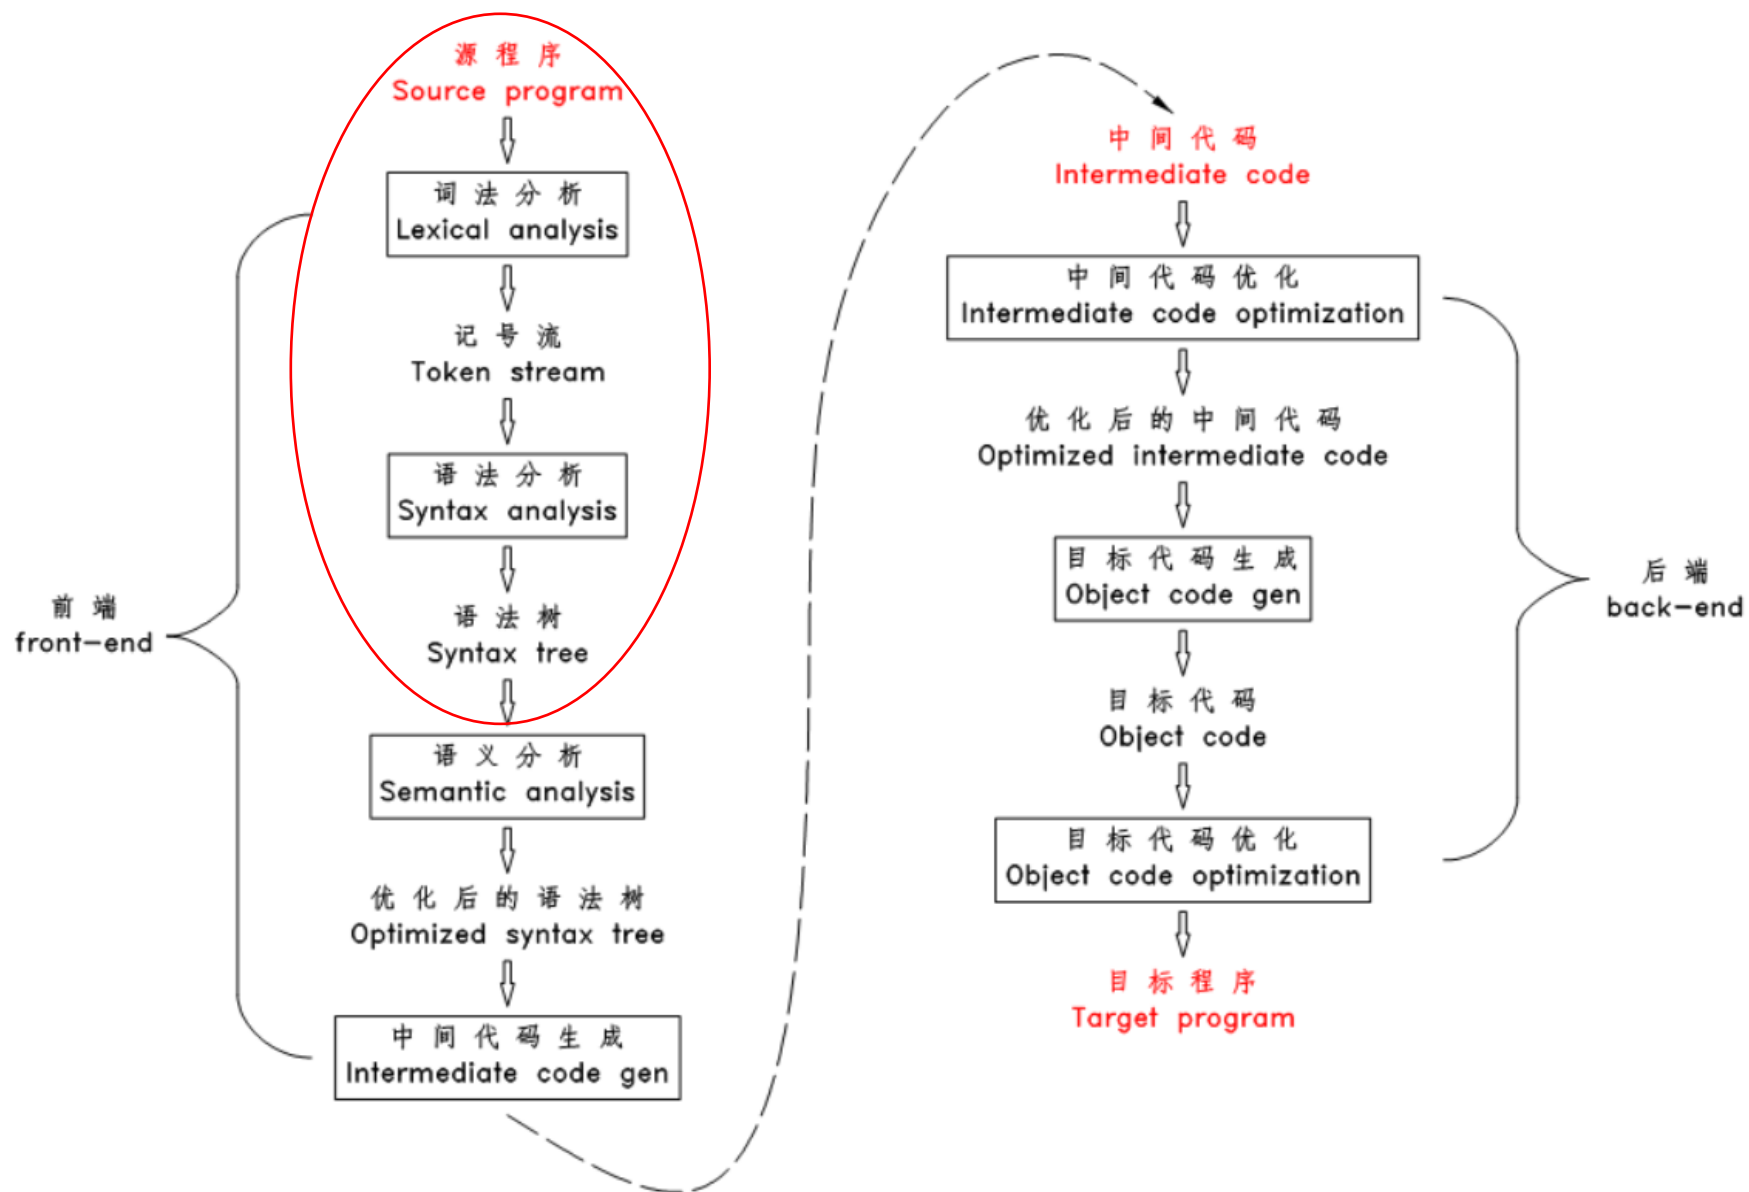 源程序
Source program
词法分析
Lexical analysis
记号流
Token stream
语法分析
Syntax analysis
语法树
Syntax tree
语义分析
Semantic analysis
优化后的语法树
Optimized syntax tree
中间代码生成
Intermediate code gen
前端
front-end
中间代码
Intermediate code
中间代码优化
Intermediate code optimization
优化后的中间代码
Optimized intermediate code
目标代码生成
Object code gen
目标代码
Object code
目标代码优化
Object code optimization
目标程序
Target program
后端
back-end